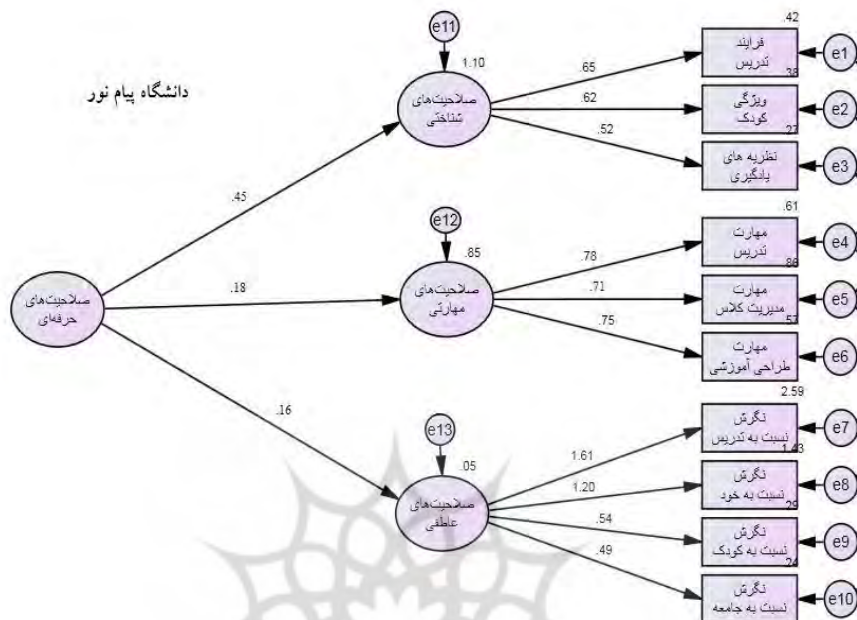 دانشگاه پیام نور
صلاحیت‌های
حرفه‌ای
.45
.18
.16
e11
1.10
صلاحیت‌های
شناختی
.65
.62
.52
.42
فرایند
تدریس
e1
.38
ویژگی
کودک
e2
.27
نظریه های
یادگیری
e3
e12
.85
صلاحیت‌های
مهارتی
.78
.71
.75
.61
مهارت
تدریس
e4
.86
مهارت
مدیریت کلاس
e5
.57
مهارت
طراحی آموزشی
e6
e13
.05
صلاحیت‌های
عاطفی
1.61
1.20
.54
.49
2.59
نگرش
نسبت به تدریس
e7
1.43
نگرش
نسبت به خود
e8
.29
نگرش
نسبت به کودک
e9
.24
نگرش
نسبت به جامعه
e10